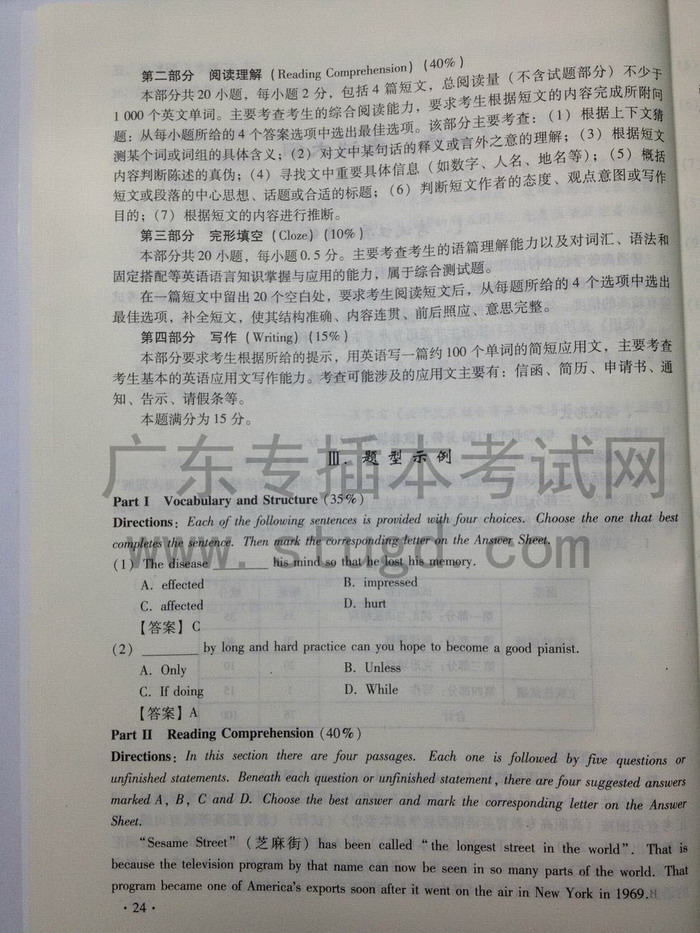 第二部分 阅读理解（Reading Comprehension）（40%）
本部分共 20 小题，每小题 2 分，包括 4 篇短文，总阅读量（不含试题部分）不少于
1 000 个英文单词。主要考查考生的综合阅读能力，要求考生根据短文的内容完成所附问
题：从每小题所给的 4 个答案选项中选出最佳选项。该部分主要考查：（1）根据上下文猜
测某个词或词组的具体含义；（2）对文中某句话的释义或言外之意的理解；（3）根据短文
内容判断陈述的真伪；（4）寻找文中重要具体信息（如数字、人名、地名等）；（5）概括
短文或段落的中心思想、话题或合适的标题；（6）判断短文作者的态度、观点意图或写作
目的；（7）根据短文的内容进行推断。
第三部分 完形填空（Cloze）（10%）
本部分共 20 小题，每小题 0.5 分。主要考查考生的语篇理解能力以及对词汇、语法和
固定搭配等英语语言知识掌握与应用的能力，属于综合测试题。
在一篇短文中留出 20 个空白处，要求考生阅读短文后，从每题所给的 4 个选项中选出
最佳选项，补全短文，使其结构准确、内容连贯、前后照应、意思完整。
第四部分 写作（Writing）（15%）
本部分要求考生根据所给的提示，用英语写一篇约 100 个单词的简短应用文，主要考查
考生基本的英语应用文写作能力。考查可能涉及的应用文主要有：信函、简历、申请书、通
知、告示、请假条等。
本题满分为 15 分。
广东专插本考试网
Ⅲ. 题型示例
Part I Vocabulary and Structure (35%)
Directions: Each of the following sentences is provided with four choices. Choose the one that best
completes the sentence. Then mark the corresponding letter on the Answer Sheet.
www.stugd.com
(1) The disease ________ his mind so that he lost his memory.
A. effected B. impressed
C. affected D. hurt
【答案】C
(2) ________ by long and hard practice can you hope to become a good pianist.
A. Only B. Unless
C. If doing D. While
【答案】A
Part II Reading Comprehension (40%)
Directions: In this section there are four passages. Each one is followed by five questions or
unfinished statements. Beneath each question or unfinished statement, there are four suggested answers
marked A, B, C and D. Choose the best answer and mark the corresponding letter on the Answer
Sheet.
"Sesame Street"（芝麻街）has been called "the longest street in the world". That is
because the television program by that name can now be seen in so many parts of the world. That
program became one of America's exports soon after it went on the air in New York in 1969.
· 24 ·